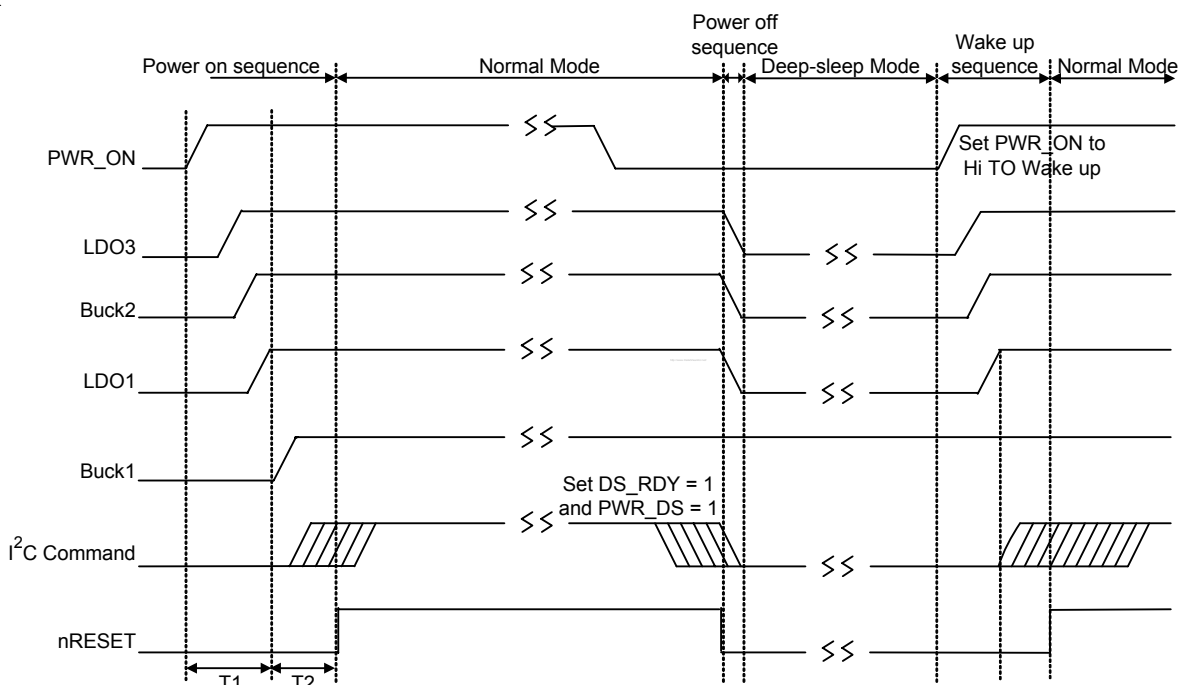 Power on sequence
Normal Mode
Power off
sequence
Deep-sleep Mode
Wake up
sequence
Normal Mode
PWR_ON
Set PWR_ON to
Hi TO Wake up
LDO3
Buck2
LDO1
Buck1
Set DS_RDY = 1
and PWR_DS = 1
I²C Command
nRESET
T1
T2